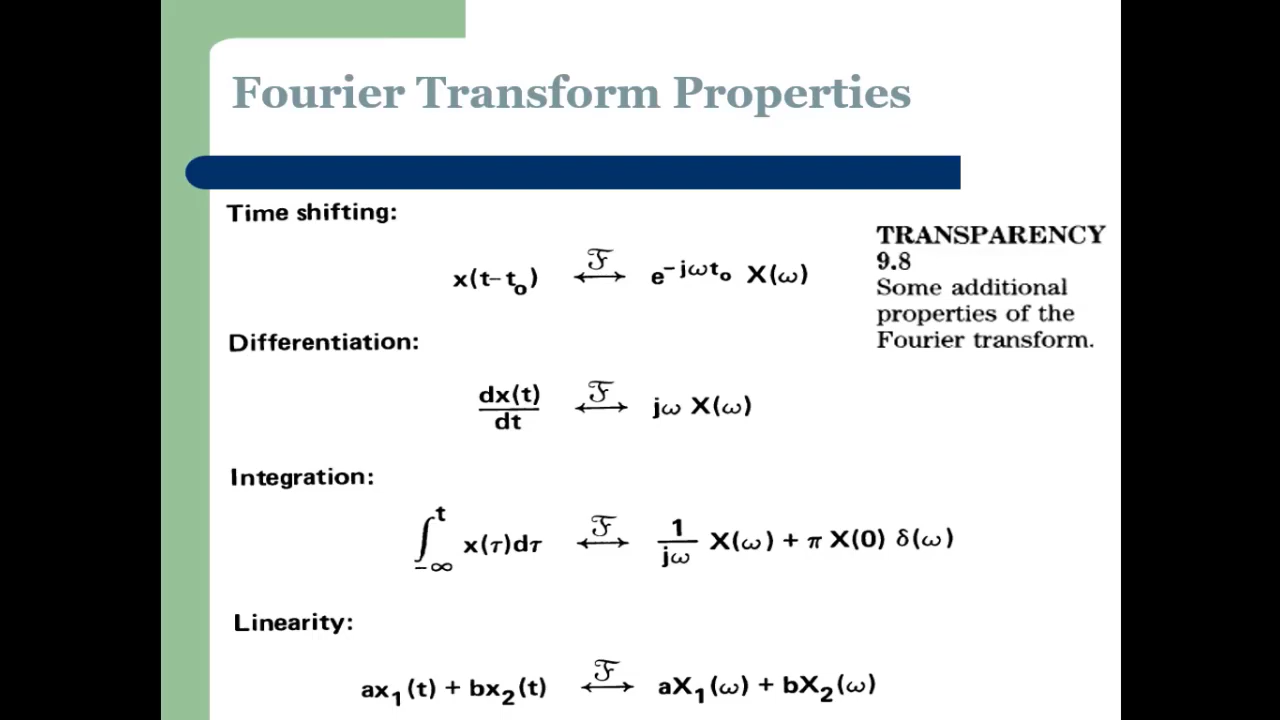 Fourier Transform Properties
Time shifting:
x(t-t₀) ℱ ↔ e^{-jωt₀} X(ω)
TRANSPARENCY
9.8
Some additional
properties of the
Fourier transform.
Differentiation:
dx(t)/dt ℱ ↔ jω X(ω)
Integration:
∫_{-∞}^{t} x(τ)dτ ℱ ↔ 1/jω X(ω) + π X(0) δ(ω)
Linearity:
ax₁(t) + bx₂(t) ℱ ↔ aX₁(ω) + bX₂(ω)